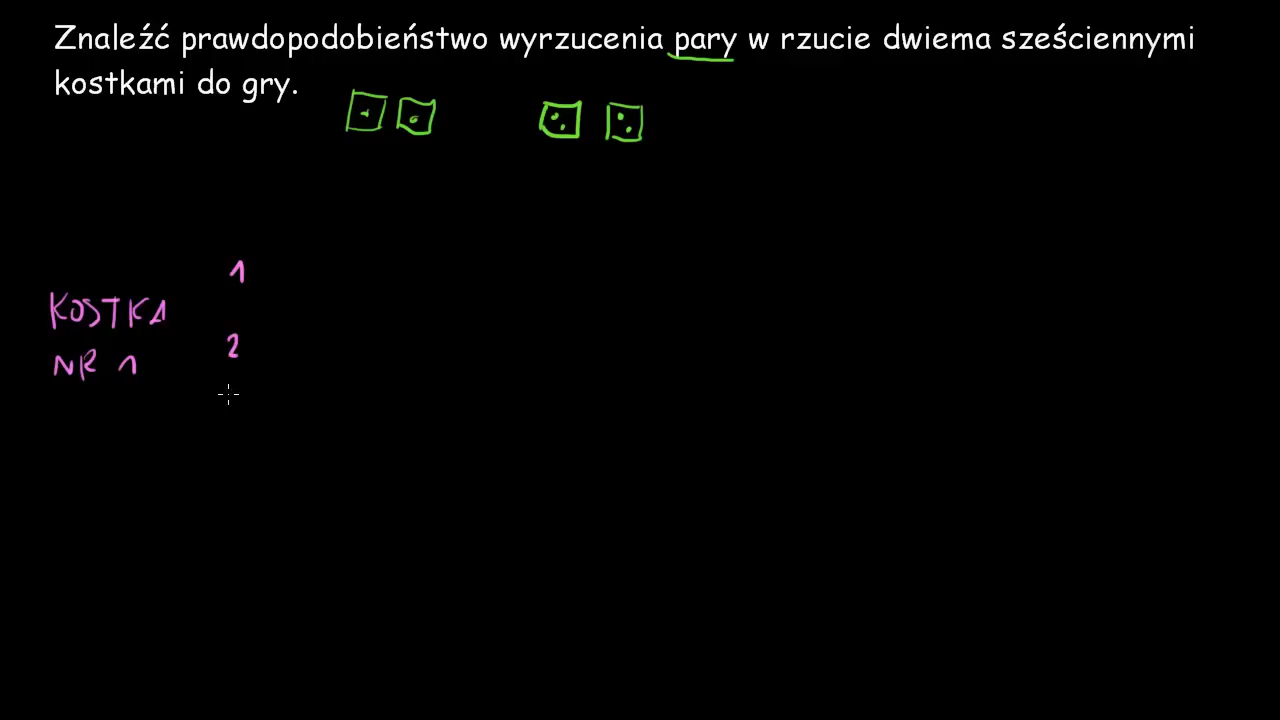 Znaleźć prawdopodobieństwo wyrzucenia pary w rzucie dwiema sześciennymi
kostkami do gry.
1
KOSTKA
2
NR 1